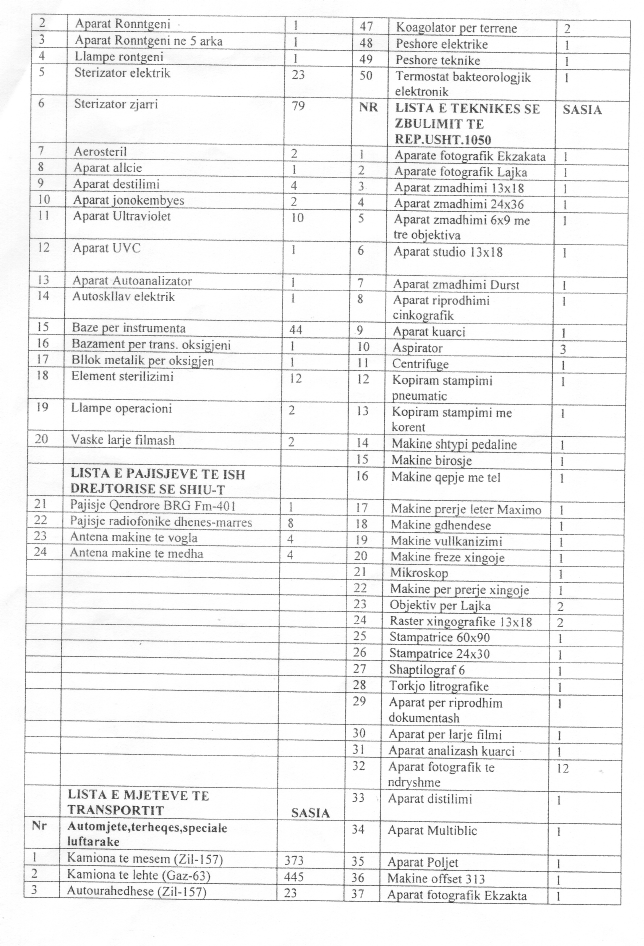 2 Aparat Ronntgeni 1 47 Koagolator per terrene 2
3 Aparat Ronntgeni ne 5 arka 1 48 Peshore elektrike 1
4 Llampe rontgeni 1 49 Peshore teknike 1
5 Sterizator elektrik 23 50 Termostat bakteorologjik 1
elektronik
6 Sterizator zjarri 79 NR LISTA E TEKNIKES SE SASIA
ZBULIMIT TE
REP.USHT.1050
7 Aerosteril 2 1 Aparate fotografik Ekzakata 1
8 Aparat allcie 1 2 Aparate fotografik Lajka 1
9 Aparat destilimi 4 3 Aparat zmadhimi 13x18 1
10 Aparat jonokembyes 2 4 Aparat zmadhimi 24x36 1
11 Aparat Ultraviolet 10 5 Aparat zmadhimi 6x9 me 1
tre objektiva
12 Aparat UVC 1 6 Aparat studio 13x18 1
13 Aparat Autoanalizator 1 7 Aparat zmadhimi Durst 1
14 Autoskllav elektrik 1 8 Aparat riprodhimi 1
cinkografik
15 Baze per instrumenta 44 9 Aparat kuarci 1
16 Bazament per trans. oksigjeni 1 10 Aspirator 3
17 Bllok metalik per oksigjen 1 11 Centrifuge 1
18 Element sterilizimi 12 12 Kopiram stampimi 1
pneumatic
19 Llampe operacioni 2 13 Kopiram stampimi me 1
korent
20 Vaske larje filmash 2 14 Makine shtypi pedaline 1
15 Makine birosje 1
LISTA E PAJISJEVE TE ISH 16 Makine qepje me tel 1
DREJTORISE SE SHIU-T
21 Pajisje Qendrore BRG Fm-401 1 17 Makine prerje leter Maximo 1
22 Pajisje radiofonike dhenes-marres 8 18 Makine gdhendese 1
23 Antena makine te vogla 4 19 Makine vullkanizimi 1
24 Antena makine te medha 4 20 Makine freze xingoje 1
21 Mikroskop 1
22 Makine per prerje xingoje 1
23 Objektiv per Lajka 2
24 Raster xingografike 13x18 2
25 Stampatrice 60x90 1
26 Stampatrice 24x30 1
27 Shaptilograf 6 1
28 Torkjo litrografike 1
29 Aparat per riprodhim 1
dokumentash
30 Aparat per larje filmi 1
31 Aparat analizash kuarci 1
32 Aparat fotografik te 12
ndryshme
LISTA E MJETEVE TE 33 Aparat distilimi 1
TRANSPORTIT SASIA
Nr Automjete,terheqes,speciale 34 Aparat Multiblic 1
luftarake
1 Kamiona te mesem (Zil-157) 373 35 Aparat Poljet 1
2 Kamiona te lehte (Gaz-63) 445 36 Makine offset 313 1
3 Autourahedhese (Zil-157) 23 37 Aparat fotografik Ekzakta 1